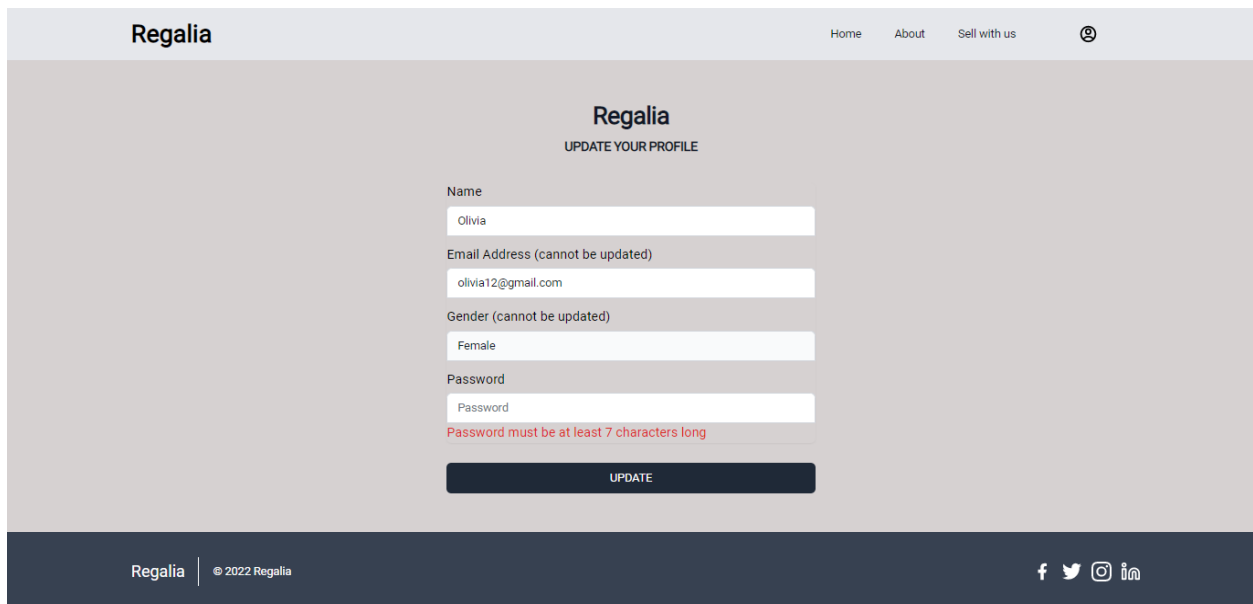 Regalia Home About Sell with us
Regalia
UPDATE YOUR PROFILE
Name
Olivia
Email Address (cannot be updated)
olivia12@gmail.com
Gender (cannot be updated)
Female
Password
Password
Password must be at least 7 characters long
UPDATE
Regalia © 2022 Regalia